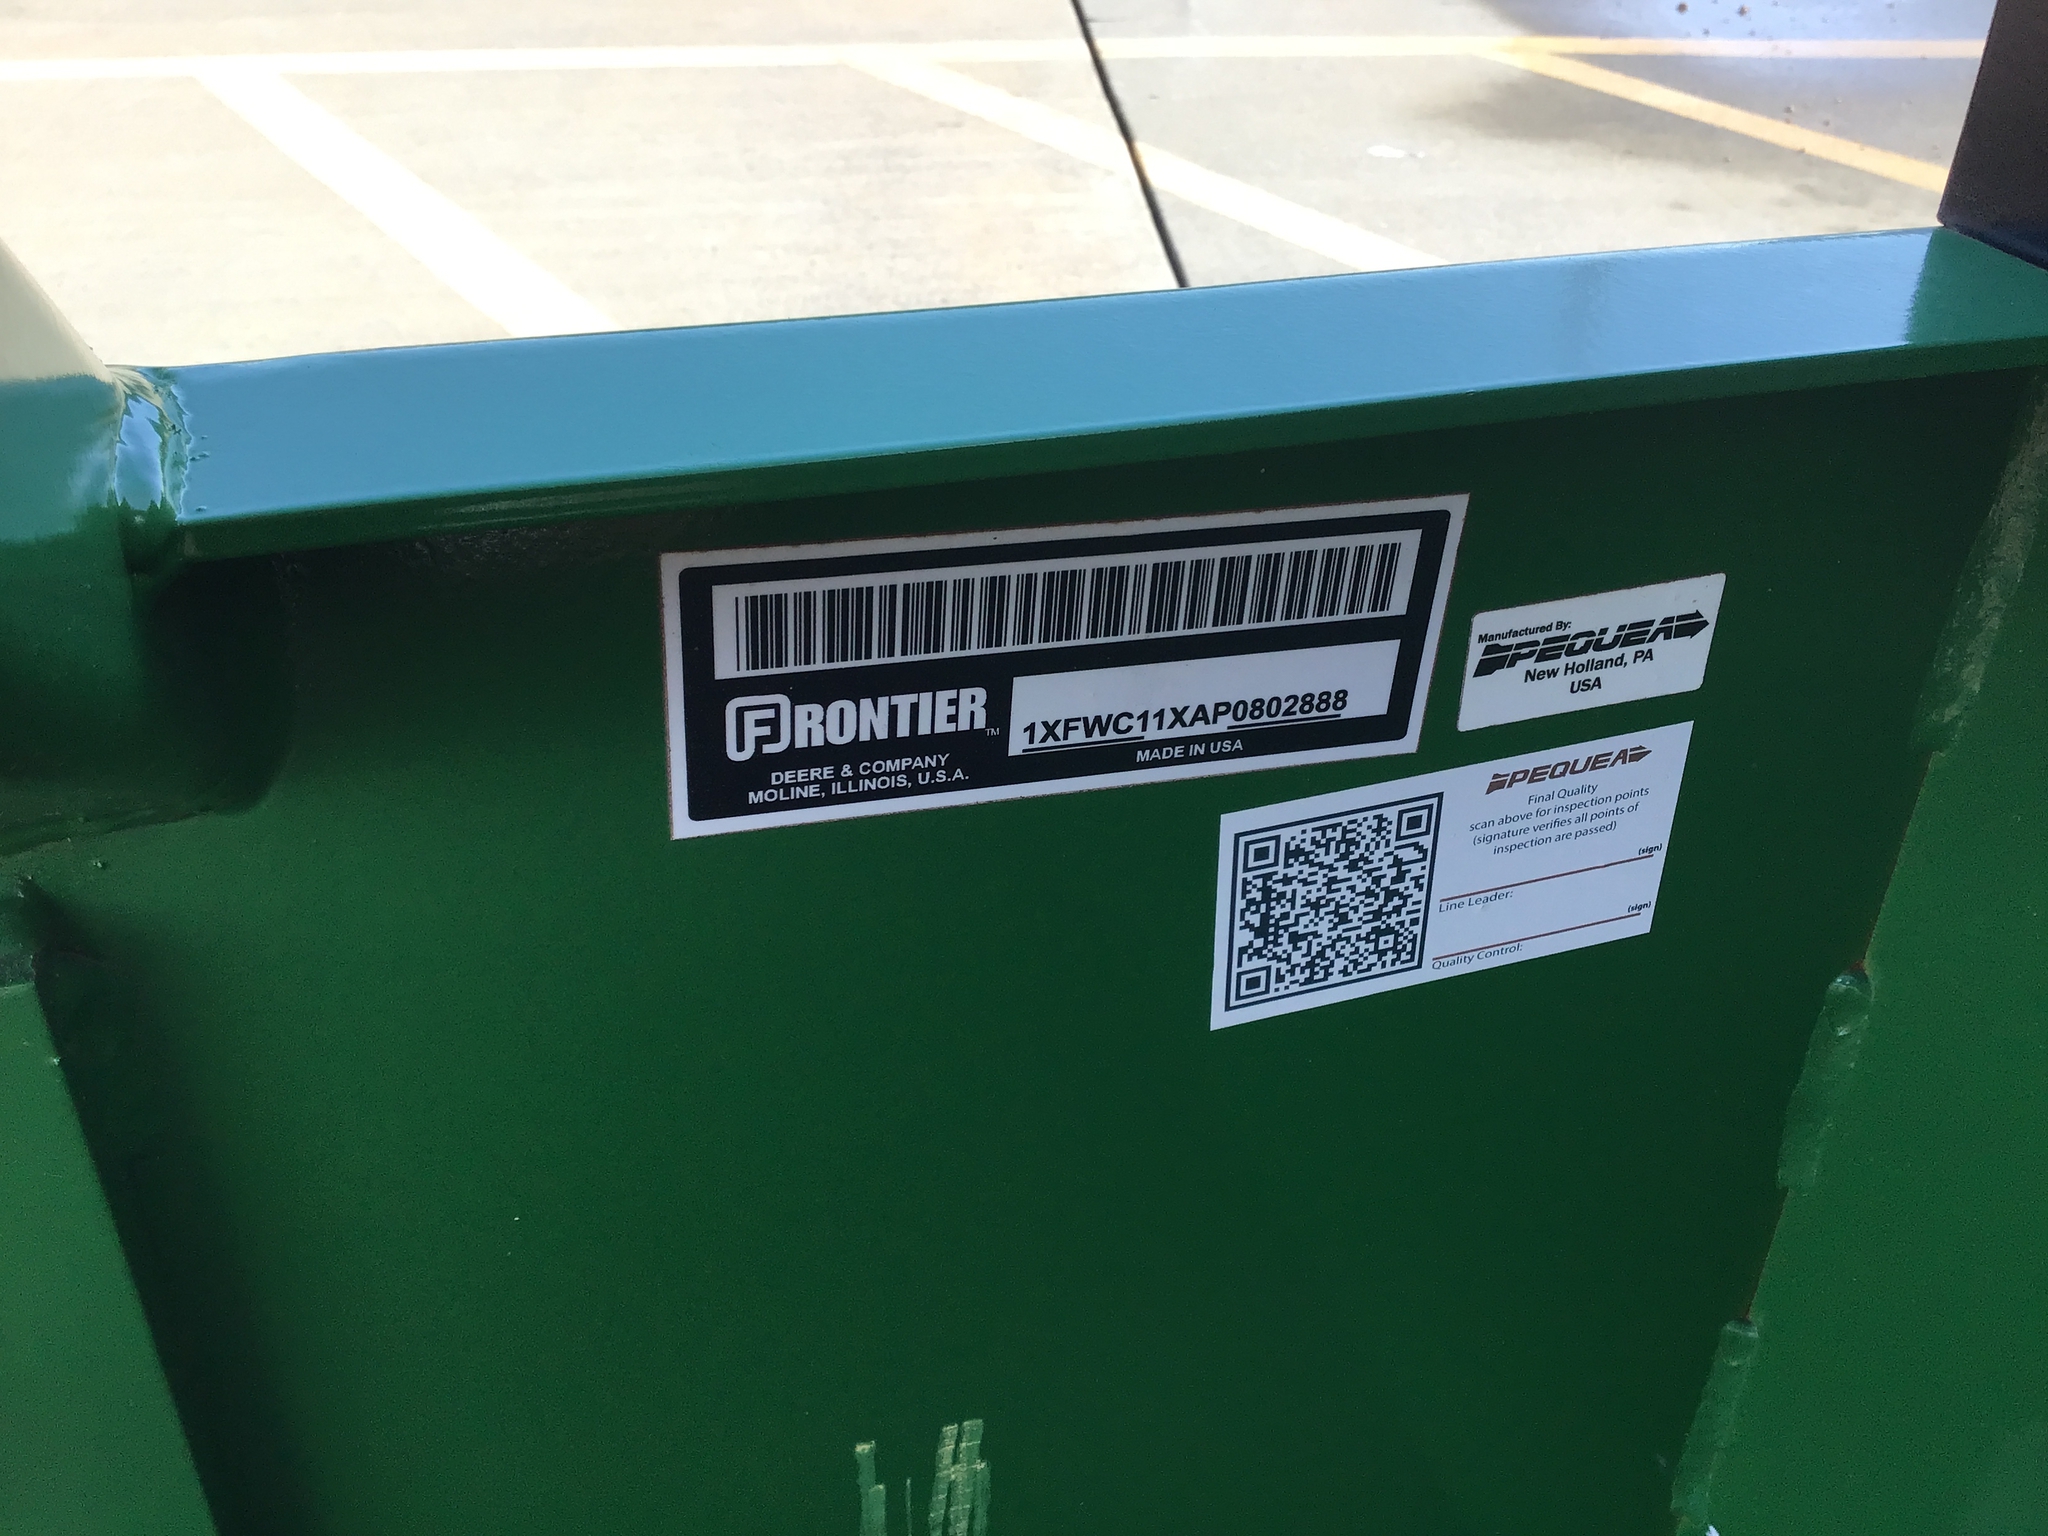 FRONTIER™
1XFWC11XAP0802888
DEERE & COMPANY
MOLINE, ILLINOIS, U.S.A.
MADE IN USA
Manufactured By:
PEQUEA
New Holland, PA
USA
PEQUEA
Final Quality
scan above for inspection points
(signature verifies all points of
inspection are passed)
(sign)
Line Leader:
(sign)
Quality Control: